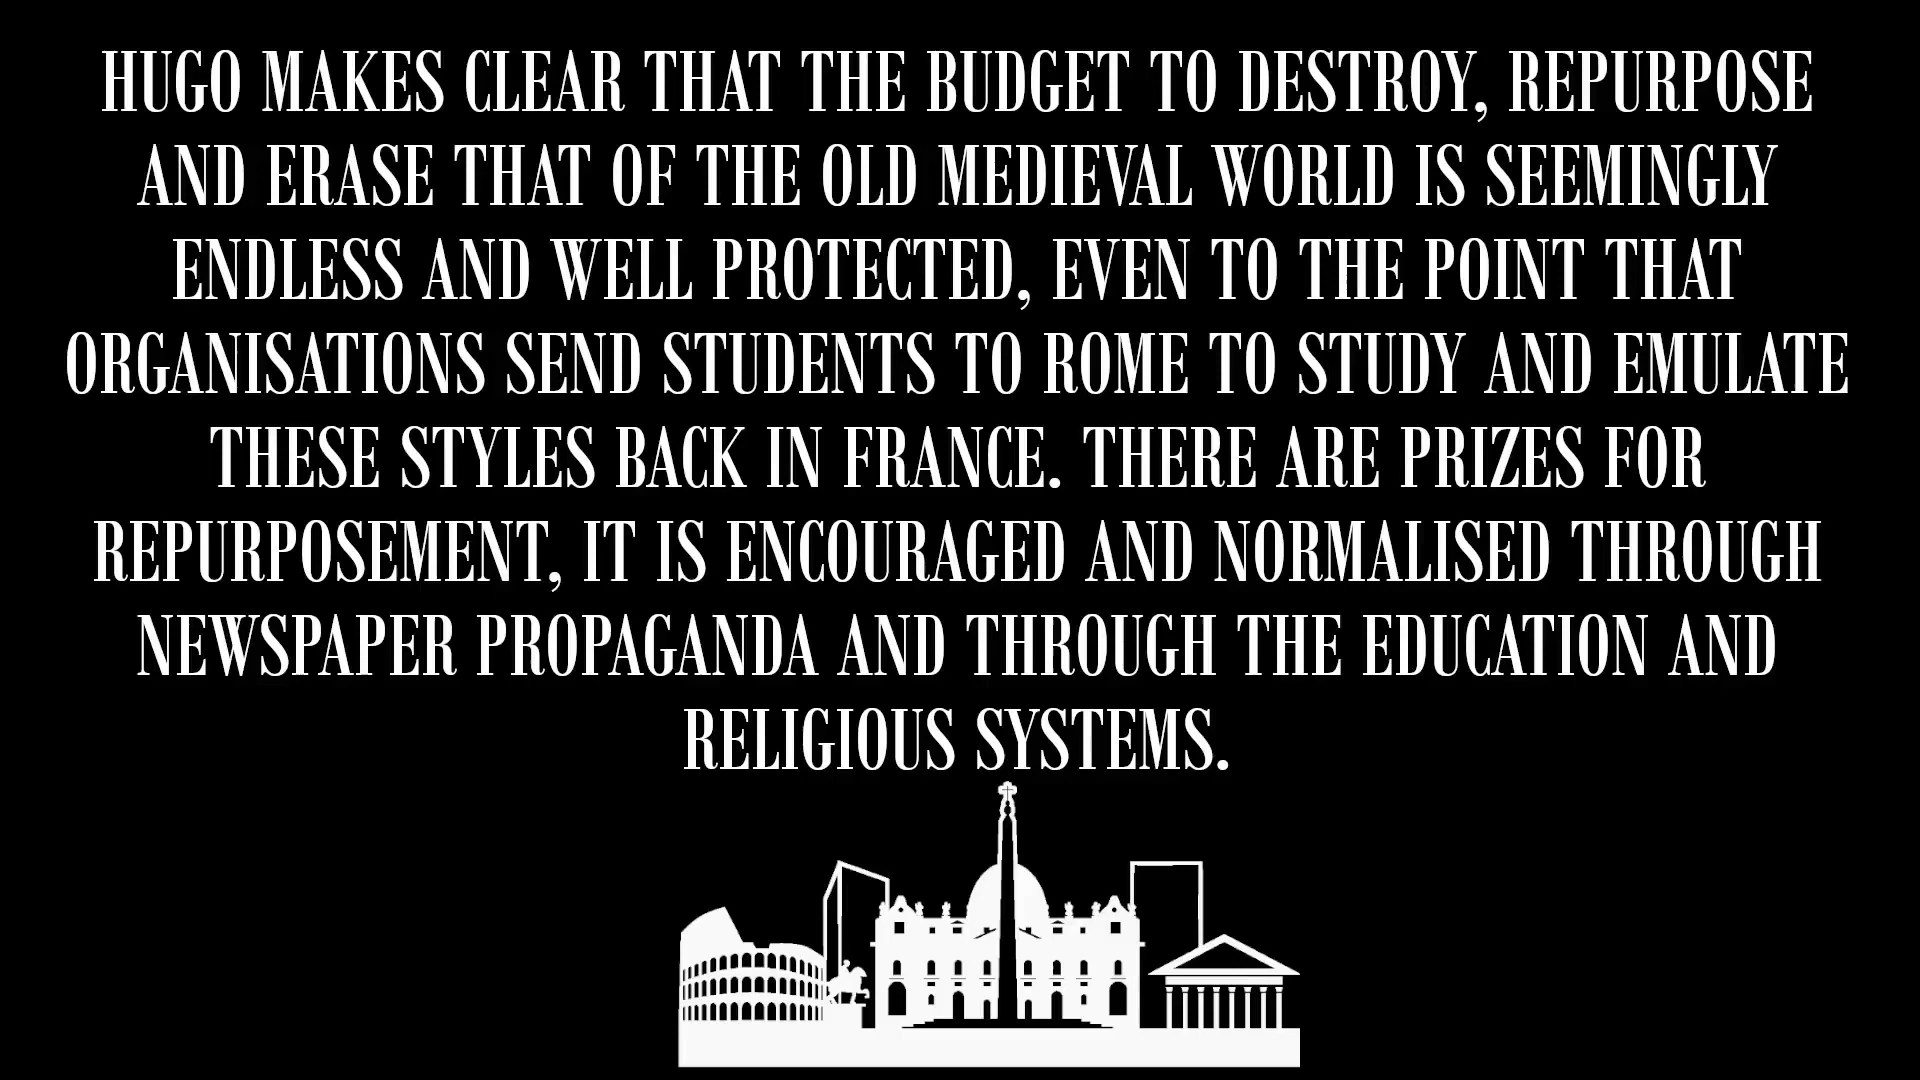 HUGO MAKES CLEAR THAT THE BUDGET TO DESTROY, REPURPOSE
AND ERASE THAT OF THE OLD MEDIEVAL WORLD IS SEEMINGLY
ENDLESS AND WELL PROTECTED, EVEN TO THE POINT THAT
ORGANISATIONS SEND STUDENTS TO ROME TO STUDY AND EMULATE
THESE STYLES BACK IN FRANCE. THERE ARE PRIZES FOR
REPURPOSEMENT, IT IS ENCOURAGED AND NORMALISED THROUGH
NEWSPAPER PROPAGANDA AND THROUGH THE EDUCATION AND
RELIGIOUS SYSTEMS.